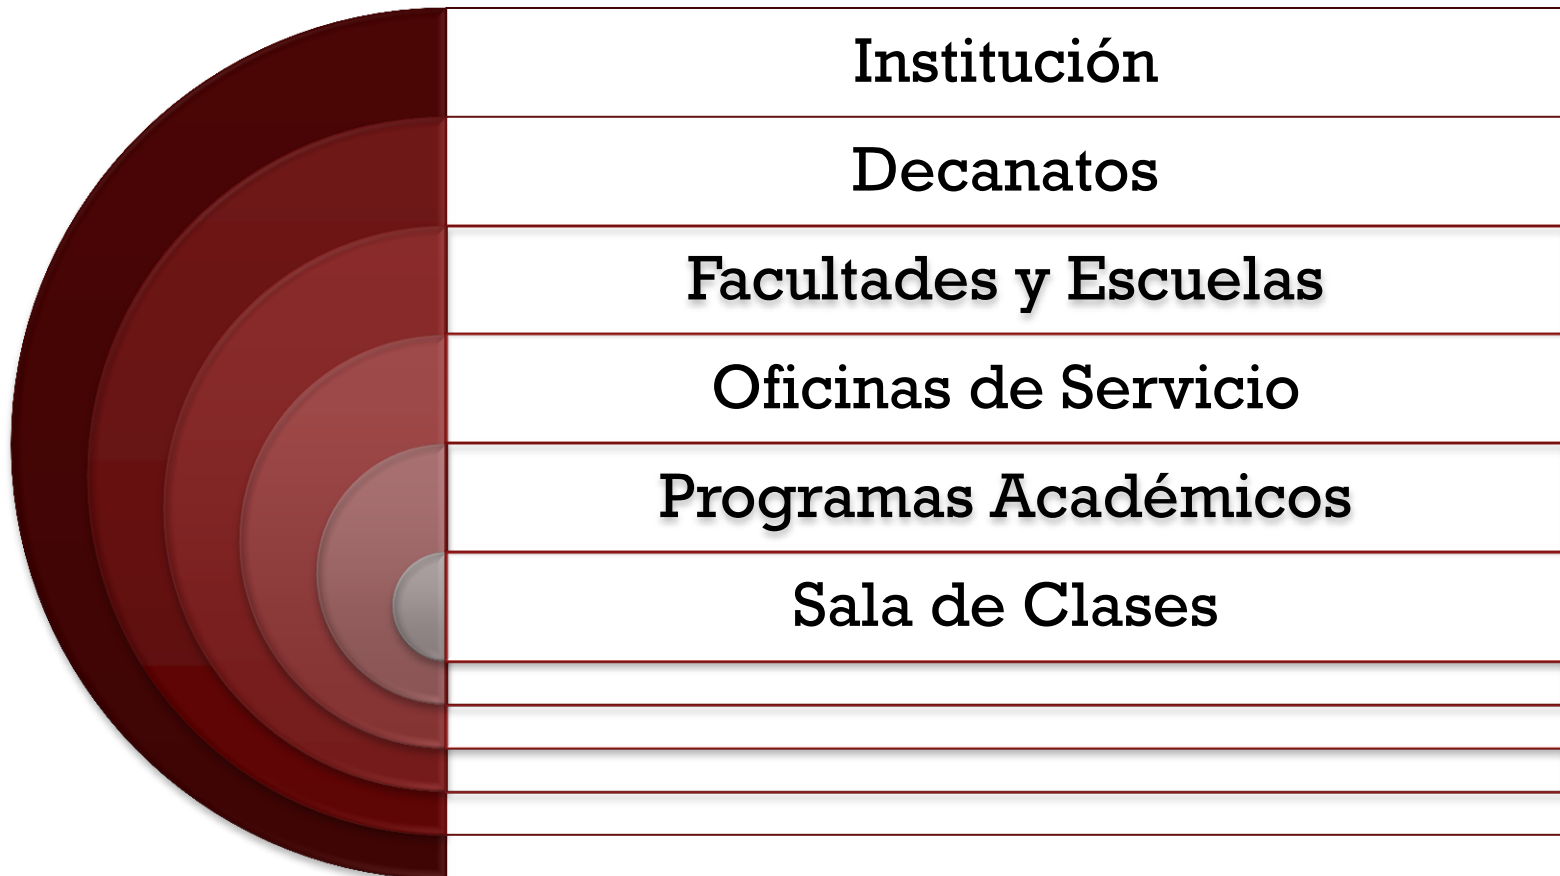 Institución
Decanatos
Facultades y Escuelas
Oficinas de Servicio
Programas Académicos
Sala de Clases